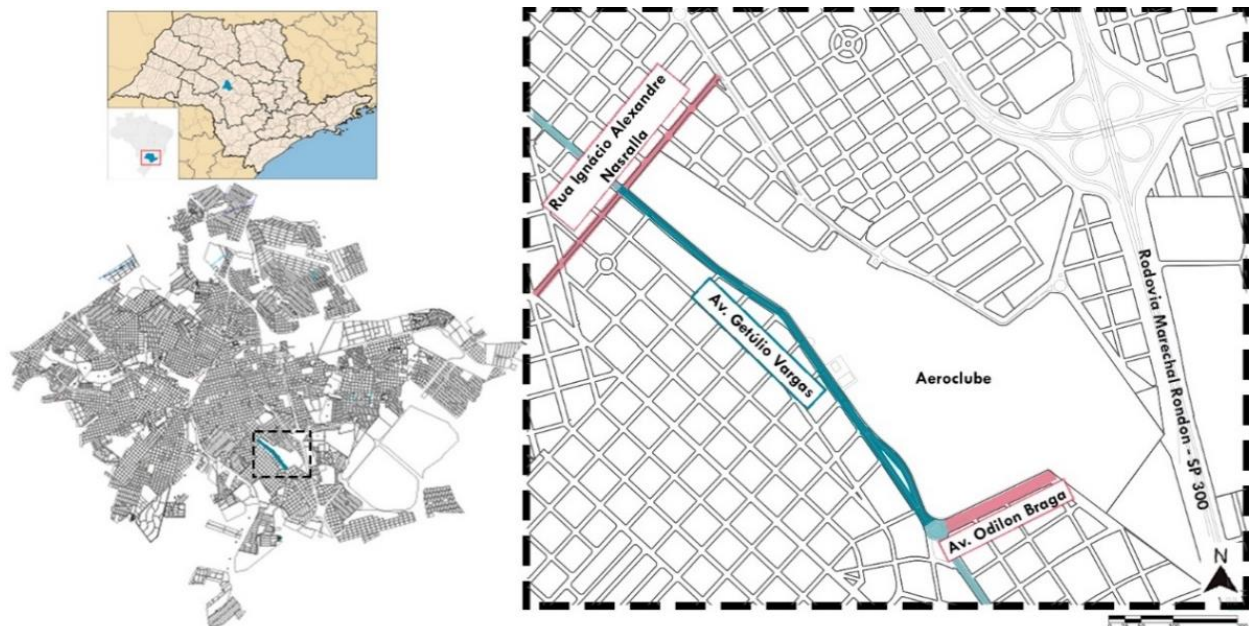 Rua Ignácio Alexandre
Nasralla
Av. Getúlio Vargas
Aeroclube
Rodovia Marechal Rondon - SP 300
Av. Odilon Braga
N